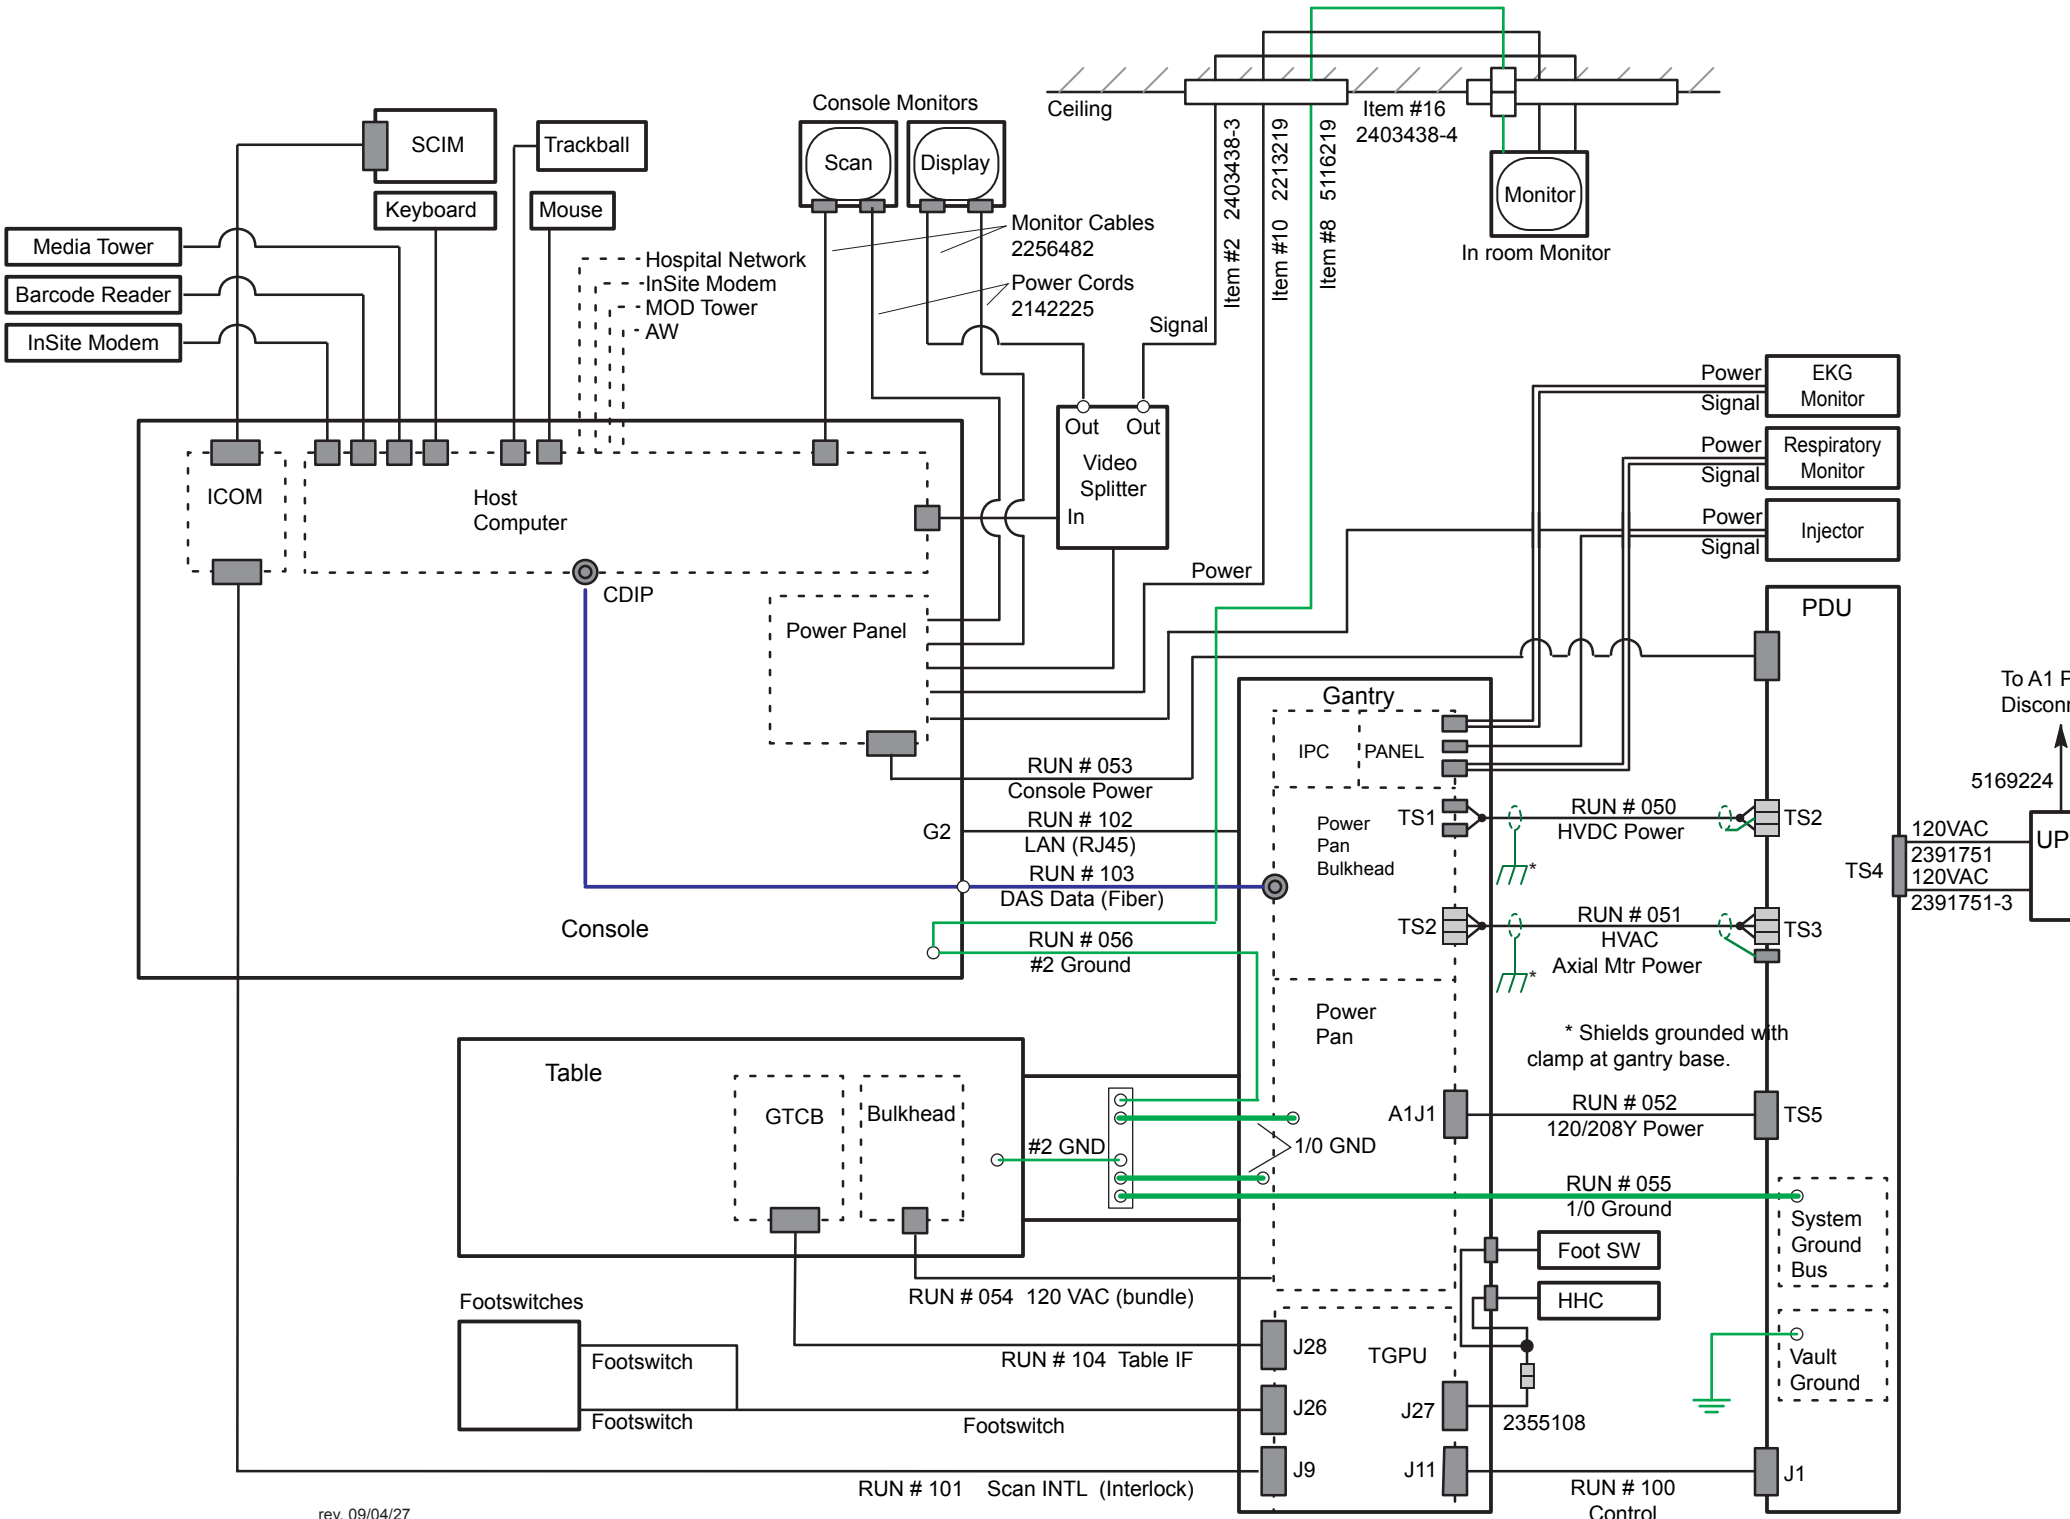 Console Monitors
Ceiling
Item #16
2403438-4
SCIM
Trackball
Scan
Display
Monitor
Keyboard
Mouse
Item #2 2403438-3
Item #10 2213219
Item #8 5116219
Media Tower
Monitor Cables
2256482
In room Monitor
Hospital Network
InSite Modem
MOD Tower
AW
Barcode Reader
Power Cords
2142225
InSite Modem
Signal
Power
Signal
EKG
Monitor
Out
Out
Video
Splitter
In
Power
Signal
Respiratory
Monitor
ICOM
Host
Computer
Power
Signal
Injector
CDIP
Power
PDU
Power Panel
Gantry
To A1
Disconn
IPC
PANEL
RUN # 053
Console Power
5169224
G2
RUN # 102
LAN (RJ45)
Power
Pan
Bulkhead
TS1
RUN # 050
HVDC Power
*
TS2
120VAC
2391751
120VAC
2391751-3
TS4
UP
RUN # 103
DAS Data (Fiber)
Console
RUN # 056
#2 Ground
TS2
RUN # 051
HVAC
Axial Mtr Power
*
TS3
Power
Pan
* Shields grounded with
clamp at gantry base.
Table
GTCB
Bulkhead
#2 GND
1/0 GND
A1J1
RUN # 052
120/208Y Power
TS5
RUN # 055
1/0 Ground
System
Ground
Bus
Foot SW
HHC
RUN # 054 120 VAC (bundle)
Footswitches
Footswitch
Footswitch
RUN # 104 Table IF
J28
TGPU
Vault
Ground
Footswitch
J26
J27
2355108
RUN # 101 Scan INTL (Interlock)
J9
J11
RUN # 100
Control
J1
rev. 09/04/27